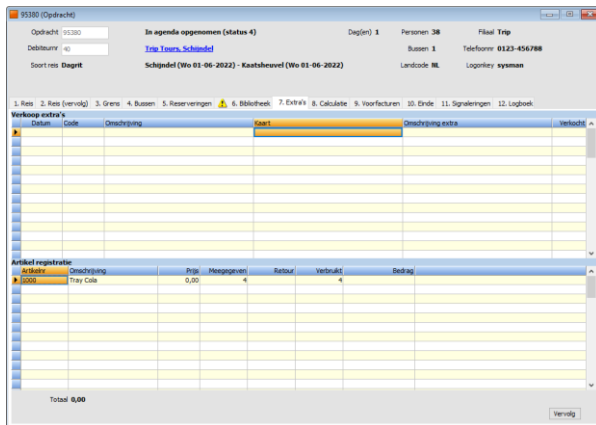 95380 (Opdracht)
Opdracht 95380 In agenda opgenomen (status 4) Dag(en) 1 Personen 38 Filiaal Trip
Debiteurnr 40 Trip Tours, Schijndel Bussen 1 Telefoonnr 0123-456788
Soort reis Dagrit Schijndel (Wo 01-06-2022) - Kaatsheuvel (Wo 01-06-2022) Landcode NL Logonkey sysman
1. Reis 2. Reis (vervolg) 3. Grens 4. Bussen 5. Reserveringen 6. Bibliotheek 7. Extra's 8. Calculatie 9. Voorfacturen 10. Einde 11. Signaleringen 12. Logboek
Verkoop extra's
Datum Code Omschrijving Kaart Omschrijving extra Verkocht
Artikel registratie
Artikelnr Omschrijving Prijs Meegegeven Retour Verbruikt Bedrag
1000 Tray Cola 0,00 4 4
Totaal 0,00
Vervolg